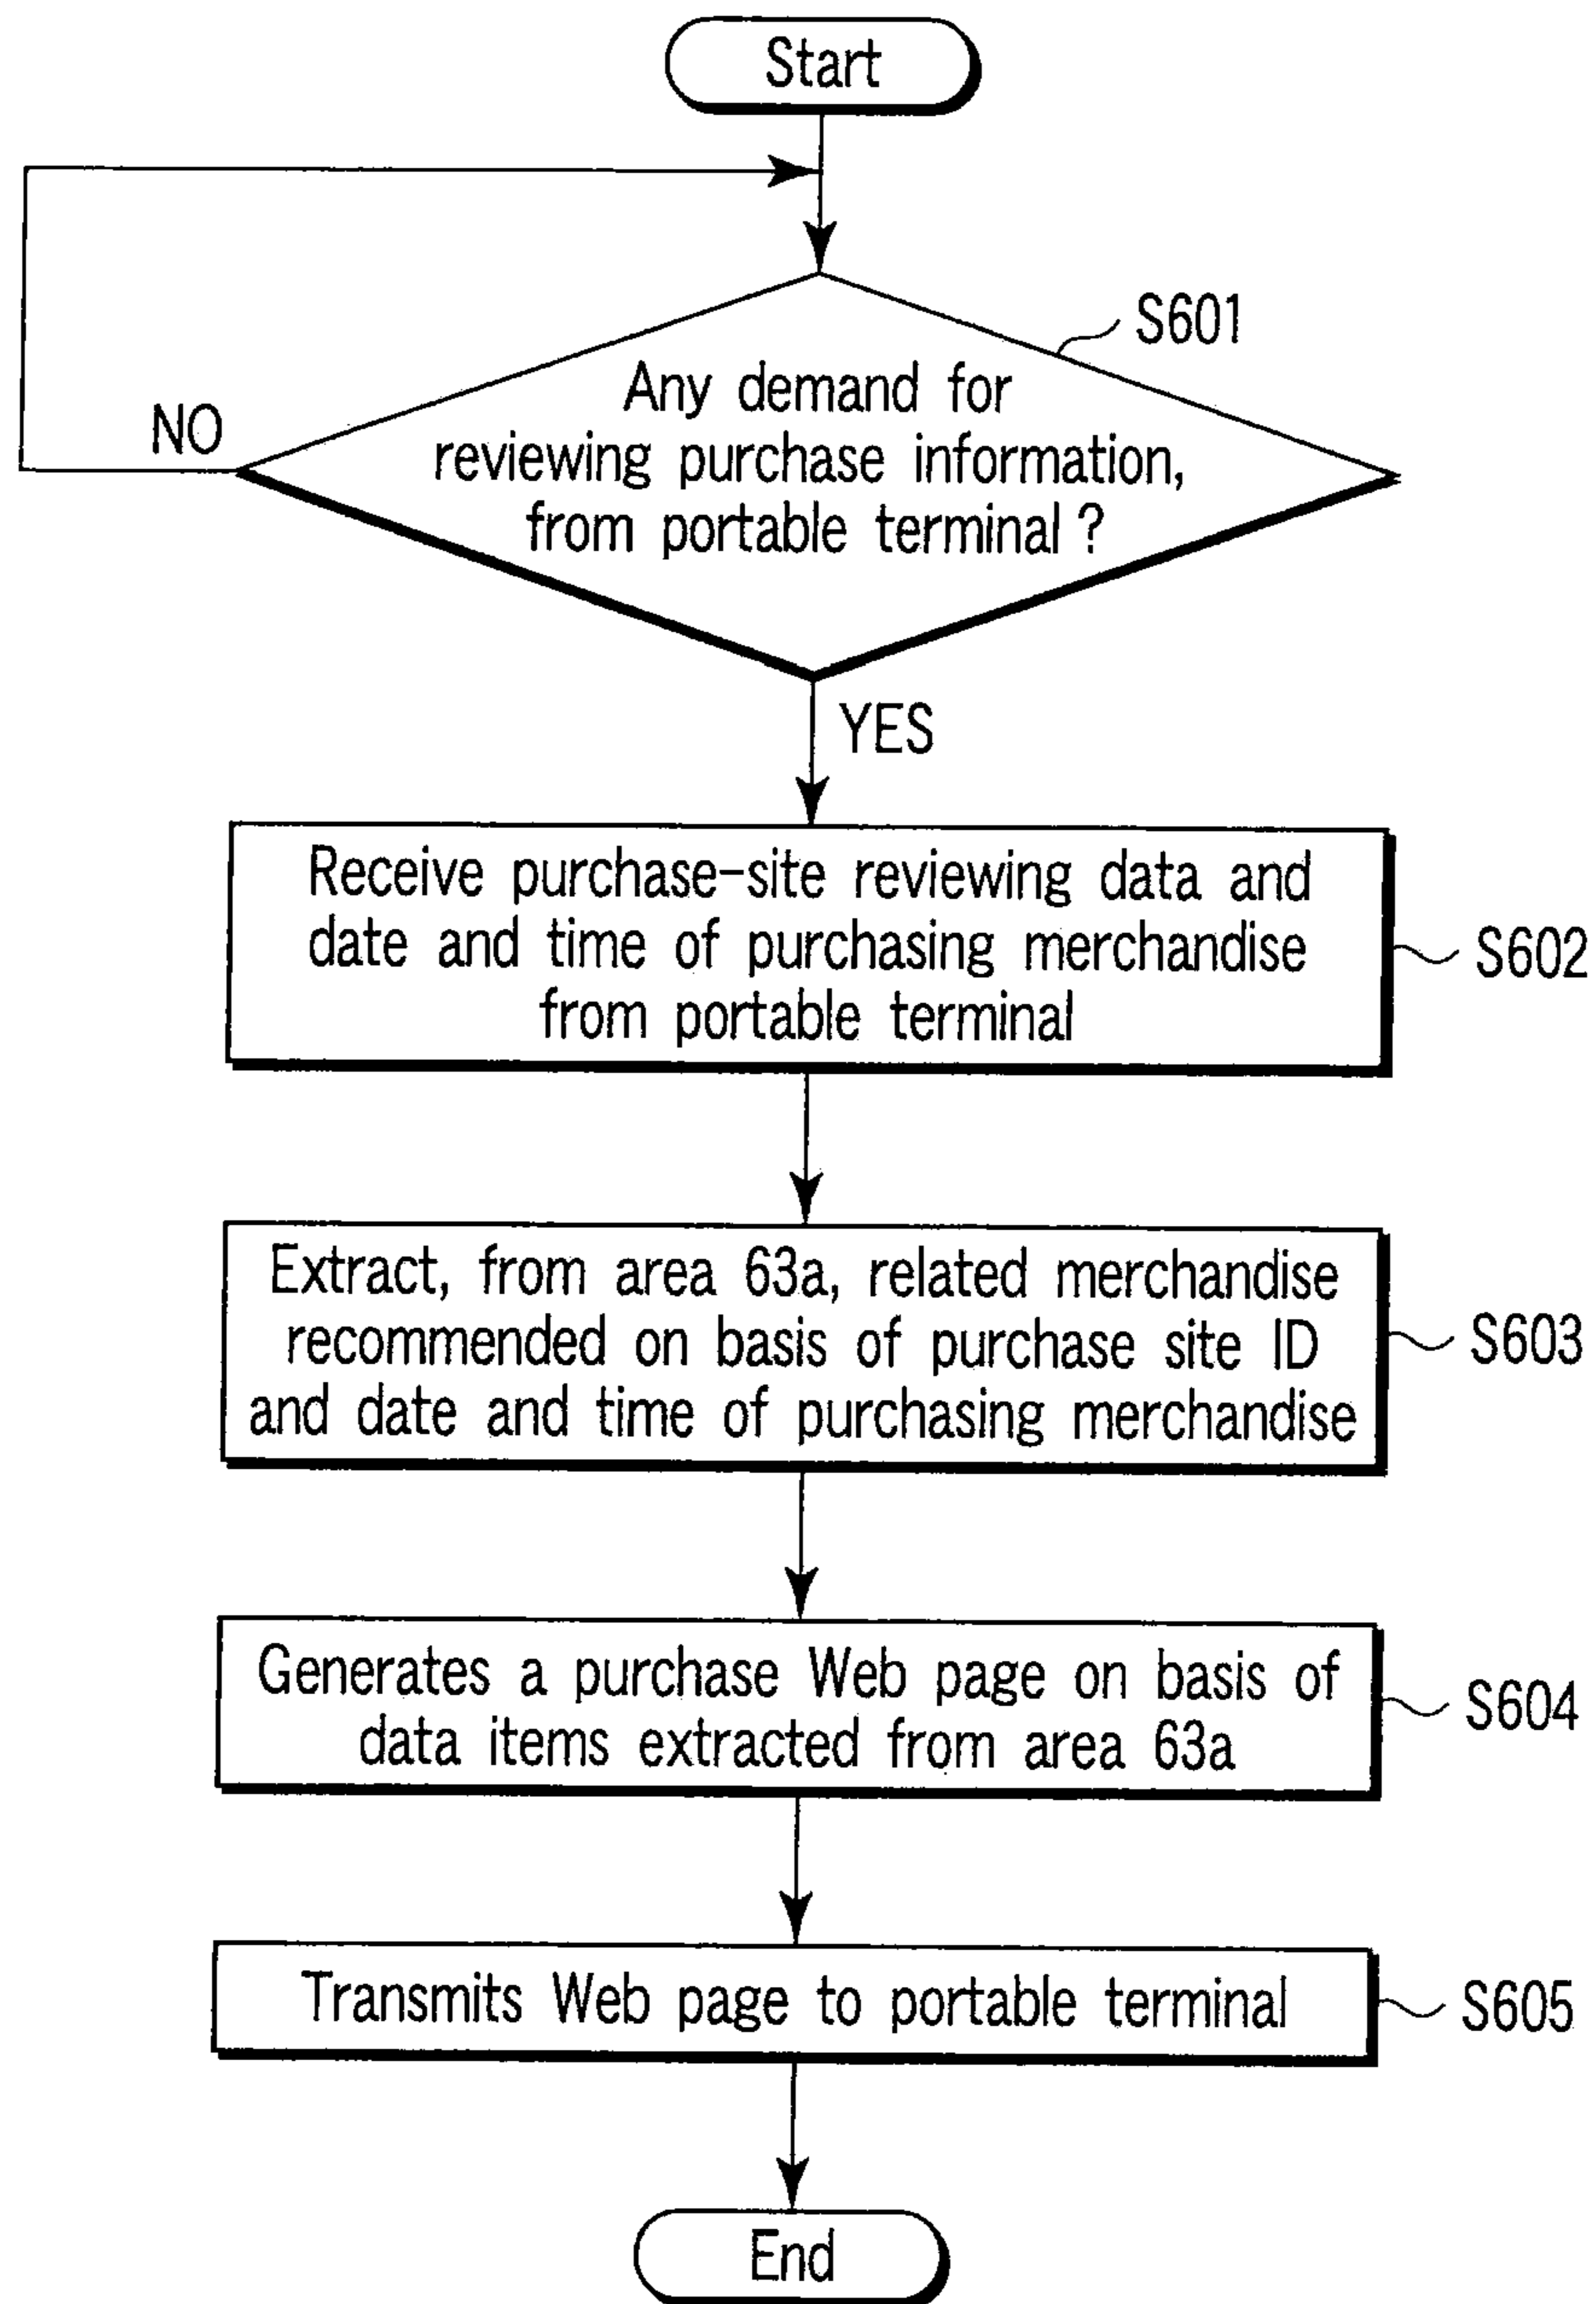 Start
S601
Any demand for
reviewing purchase information,
from portable terminal ?
NO
YES
Receive purchase-site reviewing data and
date and time of purchasing merchandise
from portable terminal
S602
Extract, from area 63a, related merchandise
recommended on basis of purchase site ID
and date and time of purchasing merchandise
S603
Generates a purchase Web page on basis of
data items extracted from area 63a
S604
Transmits Web page to portable terminal
S605
End